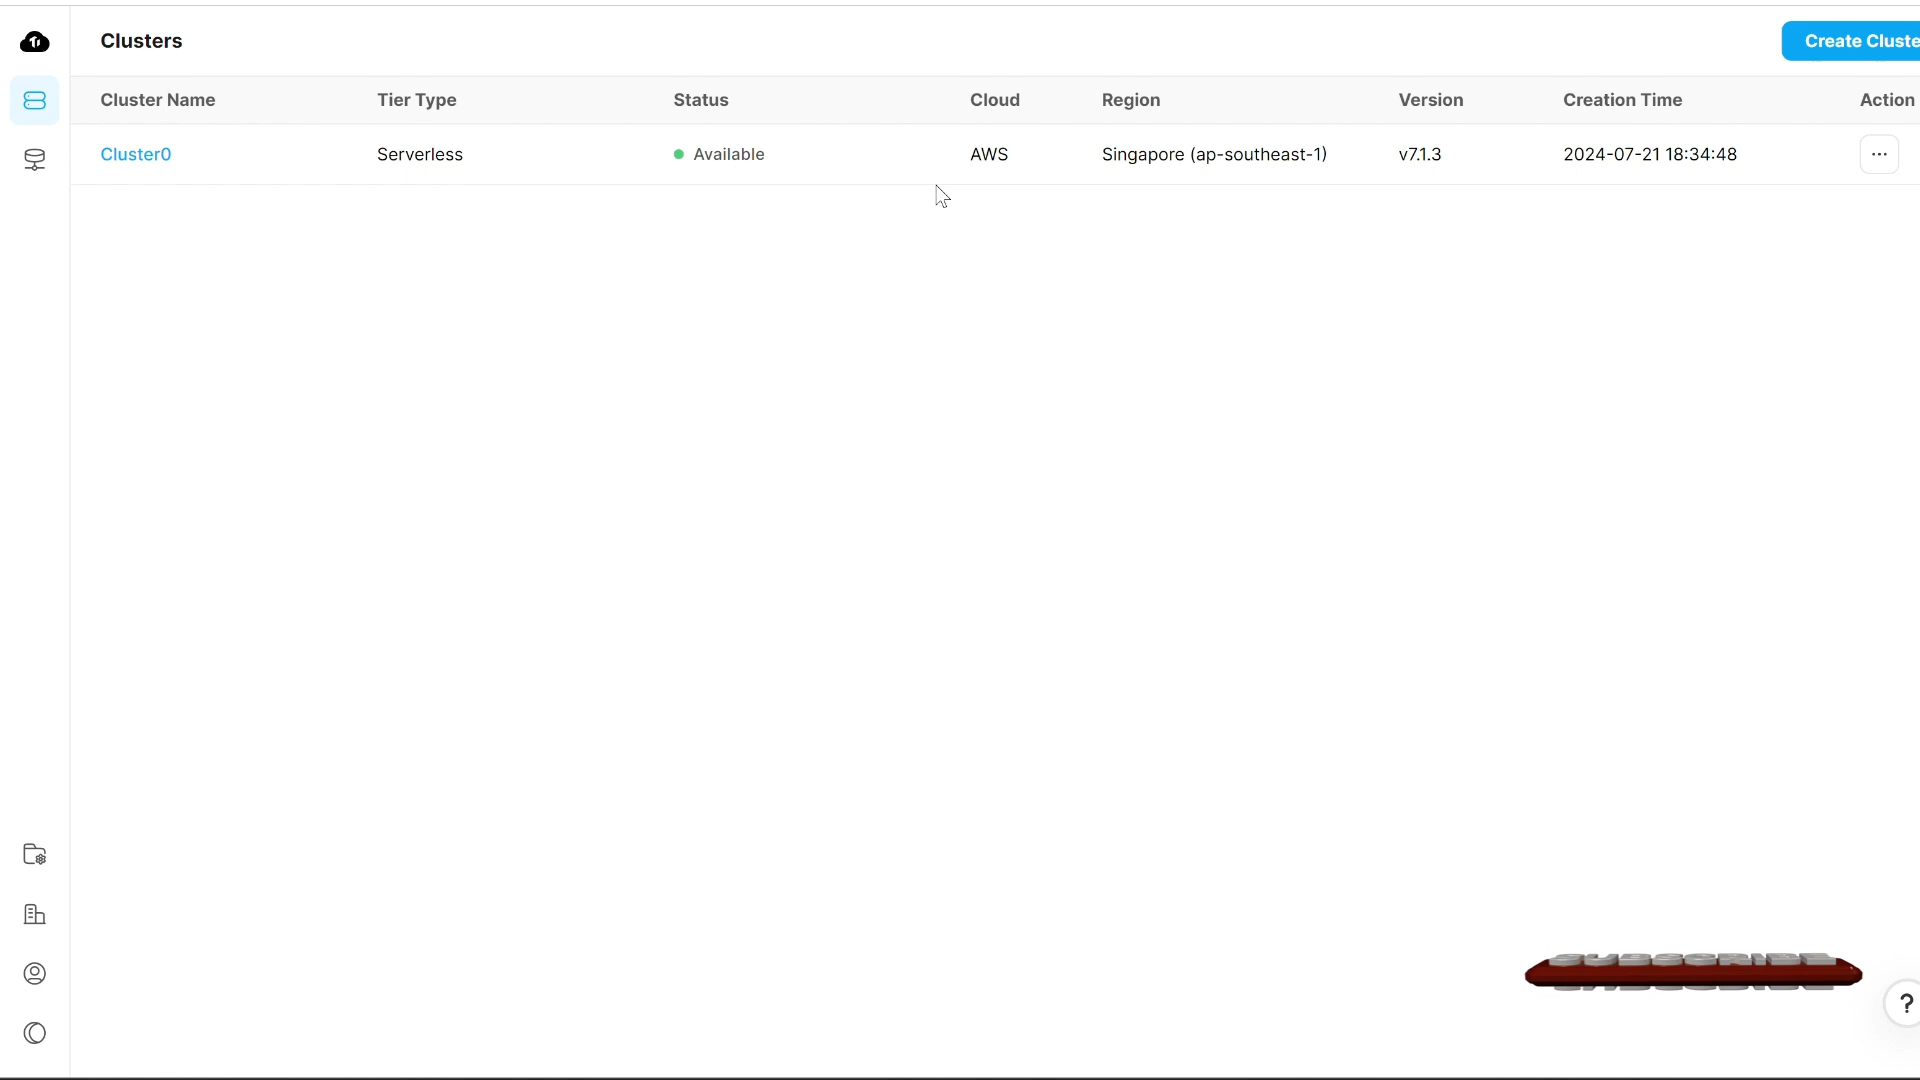 Clusters
Create Cluste
Cluster Name Tier Type Status Cloud Region Version Creation Time Action
Cluster0 Serverless Available AWS Singapore (ap-southeast-1) v7.1.3 2024-07-21 18:34:48 ...
SUBSCRIBE
?